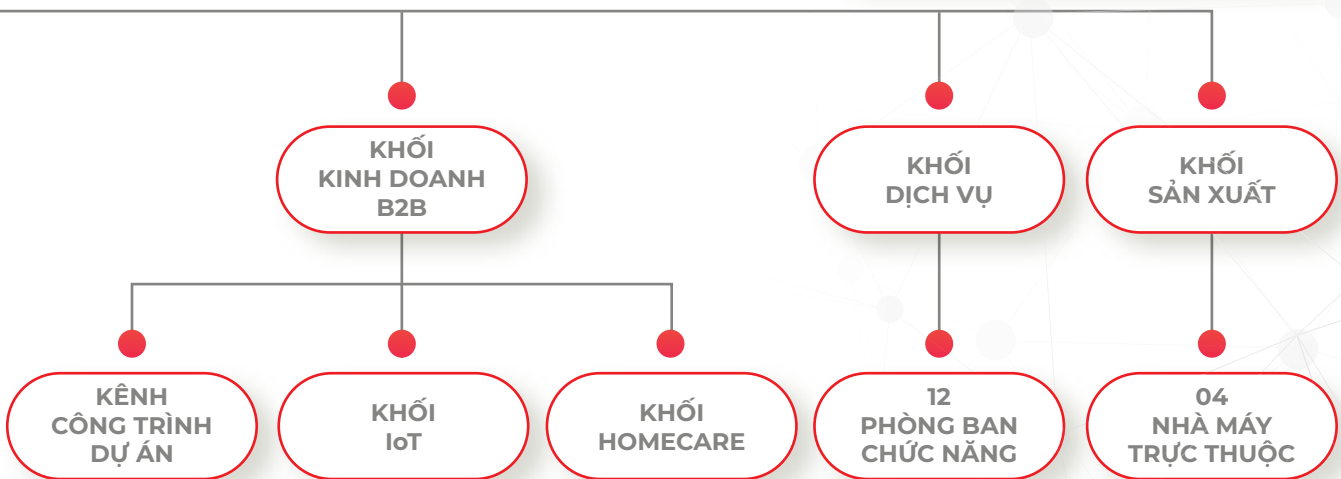 KHỐI
KINH DOANH
B2B
KHỐI
DỊCH VỤ
KHỐI
SẢN XUẤT
KÊNH
CÔNG TRÌNH
DỰ ÁN
KHỐI
IoT
KHỐI
HOMECARE
12
PHÒNG BAN
CHỨC NĂNG
04
NHÀ MÁY
TRỰC THUỘC